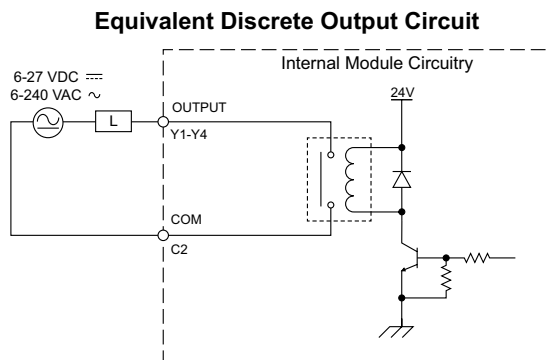 Equivalent Discrete Output Circuit
Internal Module Circuitry
6-27 VDC ⎓
6-240 VAC ∿
24V
OUTPUT
L
Y1-Y4
COM
C2